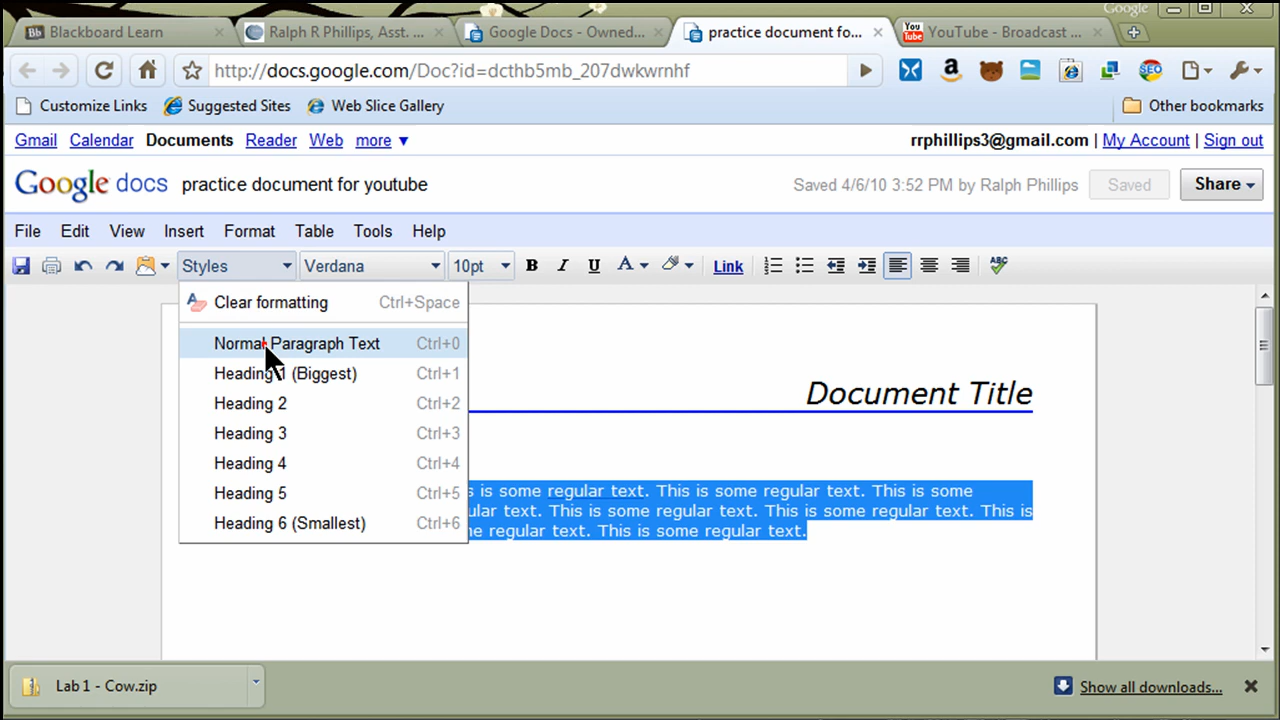 Google
Blackboard Learn
Ralph R Phillips, Asst. ...
Google Docs - Owned...
practice document fo...
You Tube
YouTube - Broadcast ...
http://docs.google.com/Doc?id=dcthb5mb_207dwkwrnhf
SEO
Customize Links Suggested Sites Web Slice Gallery Other bookmarks
Gmail Calendar Documents Reader Web more ▼ rrphillips3@gmail.com | My Account | Sign out
Google docs practice document for youtube Saved 4/6/10 3:52 PM by Ralph Phillips Saved Share
File Edit View Insert Format Table Tools Help
Styles Verdana 10pt B I U A Link ABC
Clear formatting Ctrl+Space
Normal Paragraph Text Ctrl+0
Heading 1 (Biggest) Ctrl+1
Document Title
Heading 2 Ctrl+2
Heading 3 Ctrl+3
Heading 4 Ctrl+4
Heading 5 Ctrl+5
Heading 6 (Smallest) Ctrl+6
s is some regular text. This is some regular text. This is some
ular text. This is some regular text. This is some regular text. This is
ne regular text. This is some regular text.
Lab 1 - Cow.zip Show all downloads...